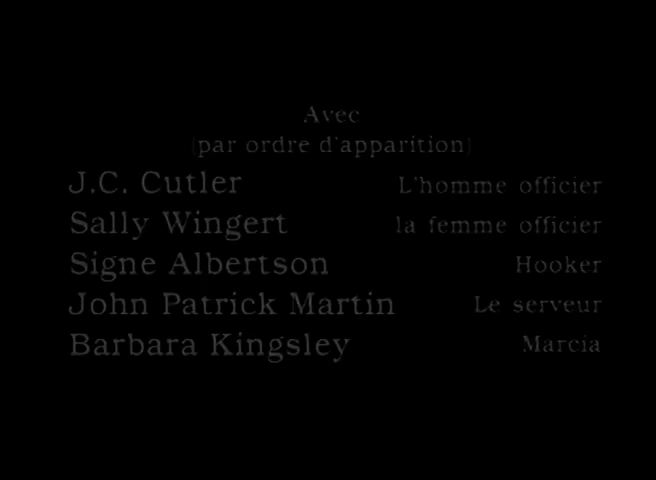 Avec
(par ordre d'apparition)
J.C. Cutler L'homme officier
Sally Wingert la femme officier
Signe Albertson Hooker
John Patrick Martin Le serveur
Barbara Kingsley Marcia